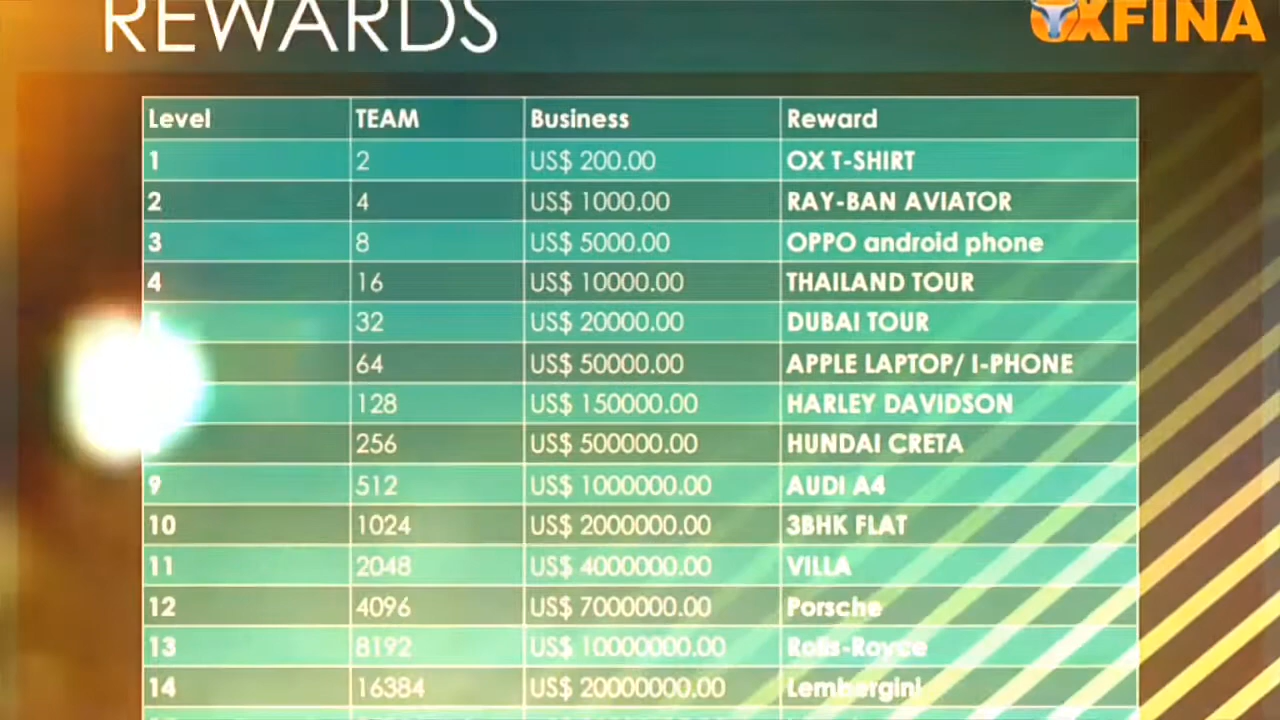 REWARDS
OXFINA
Level TEAM Business Reward
1 2 US$ 200.00 OX T-SHIRT
2 4 US$ 1000.00 RAY-BAN AVIATOR
3 8 US$ 5000.00 OPPO android phone
4 16 US$ 10000.00 THAILAND TOUR
32 US$ 20000.00 DUBAI TOUR
64 US$ 50000.00 APPLE LAPTOP/ I-PHONE
128 US$ 150000.00 HARLEY DAVIDSON
256 US$ 500000.00 HUNDAI CRETA
9 512 US$ 1000000.00 AUDI A4
10 1024 US$ 2000000.00 3BHK FLAT
11 2048 US$ 4000000.00 VILLA
12 4096 US$ 7000000.00 Porsche
13 8192 US$ 10000000.00 Rolls-Royce
14 16384 US$ 20000000.00 Lembergini